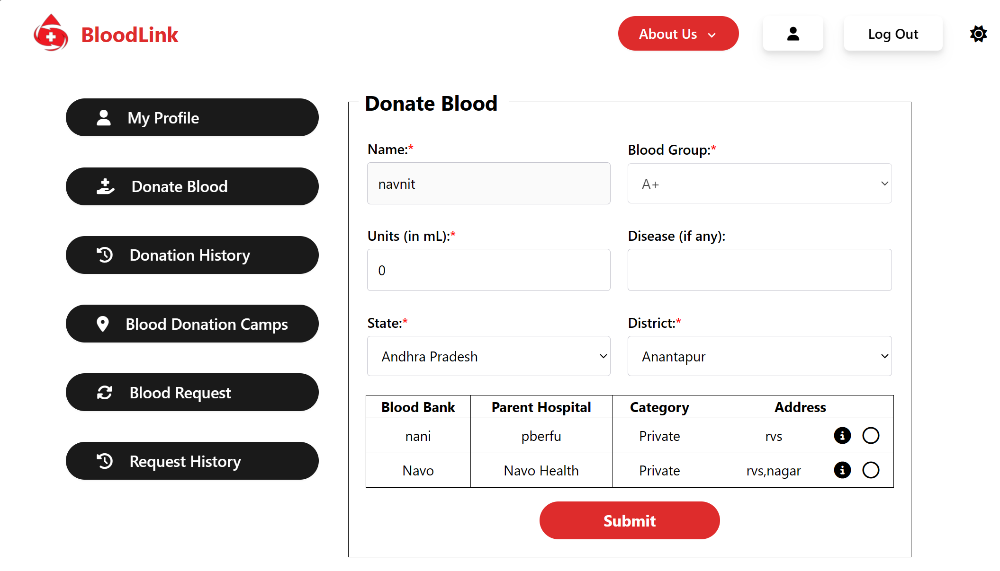 BloodLink
About Us
Log Out
My Profile
Donate Blood
Donation History
Blood Donation Camps
Blood Request
Request History
Donate Blood
Name:*
Blood Group:*
navnit
A+
Units (in mL):*
Disease (if any):
0
State:*
District:*
Andhra Pradesh
Anantapur
Blood Bank Parent Hospital Category Address
nani pberfu Private rvs
Navo Navo Health Private rvs,nagar
Submit